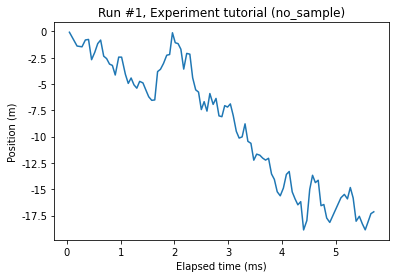 Run #1, Experiment tutorial (no_sample)
Position (m)
0
-2.5
-5
-7.5
-10
-12.5
-15
-17.5
0 1 2 3 4 5
Elapsed time (ms)